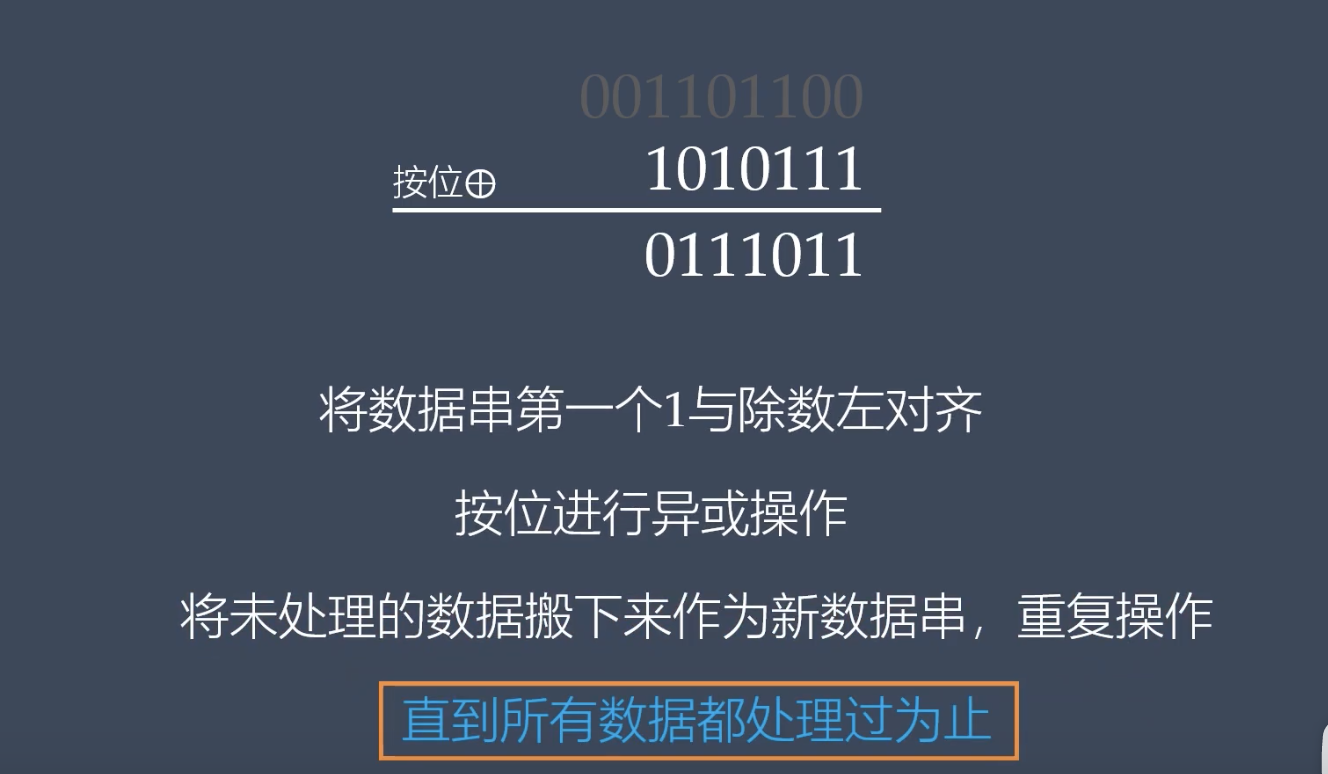 001101100
按位⊕ 1010111
0111011
将数据串第一个1与除数左对齐
按位进行异或操作
将未处理的数据搬下来作为新数据串，重复操作
直到所有数据都处理过为止